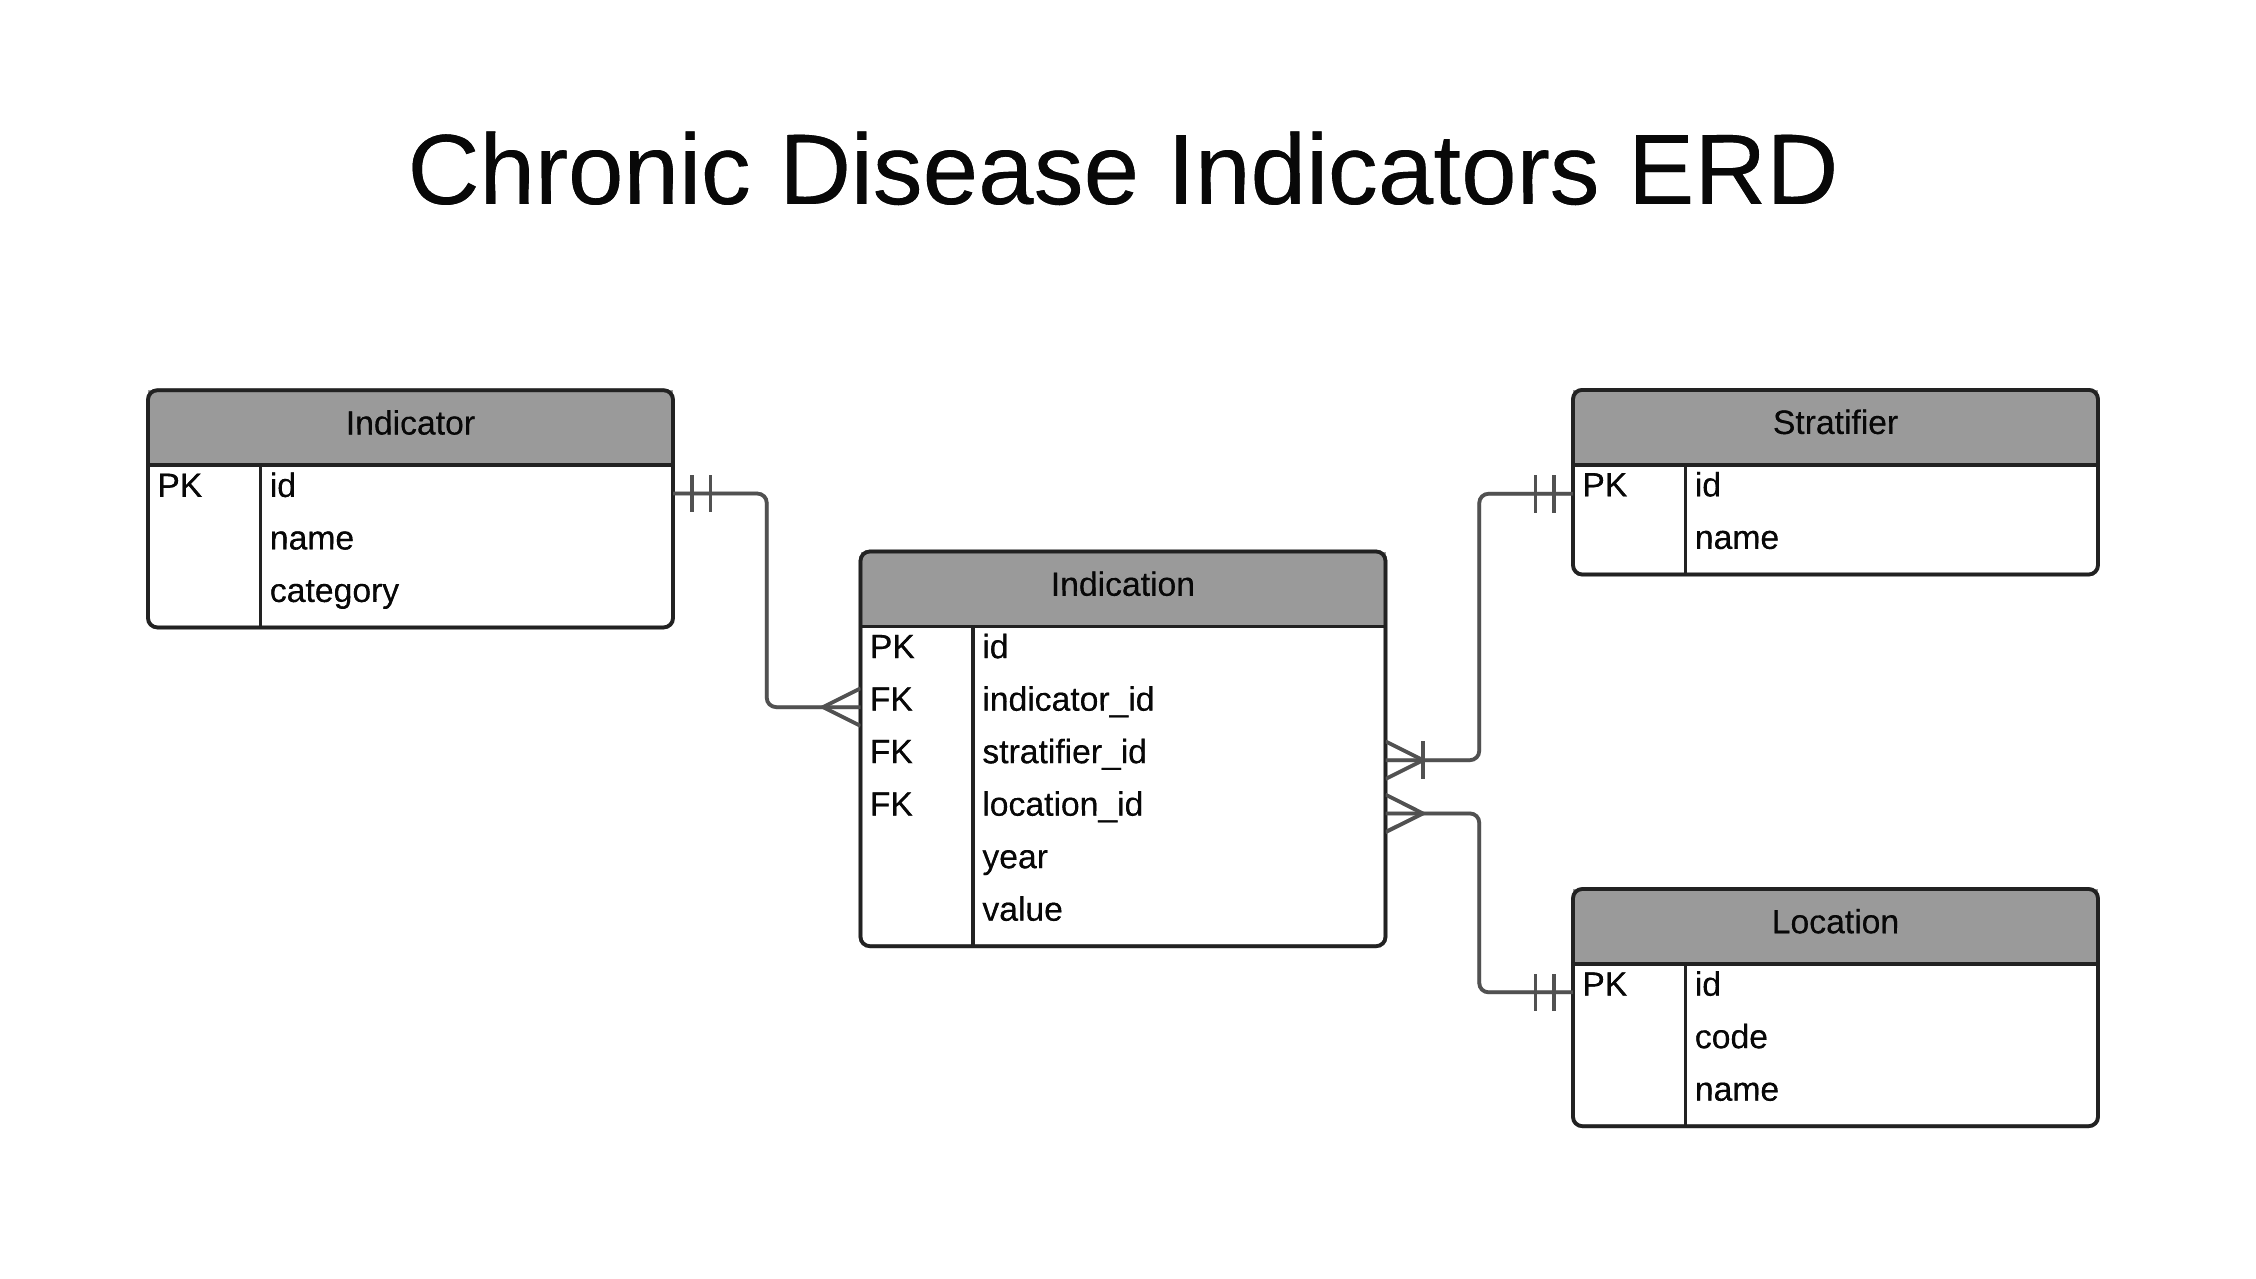 Chronic Disease Indicators ERD
Indicator
PK id
name
category
Indication
PK id
FK indicator_id
FK stratifier_id
FK location_id
year
value
Stratifier
PK id
name
Location
PK id
code
name